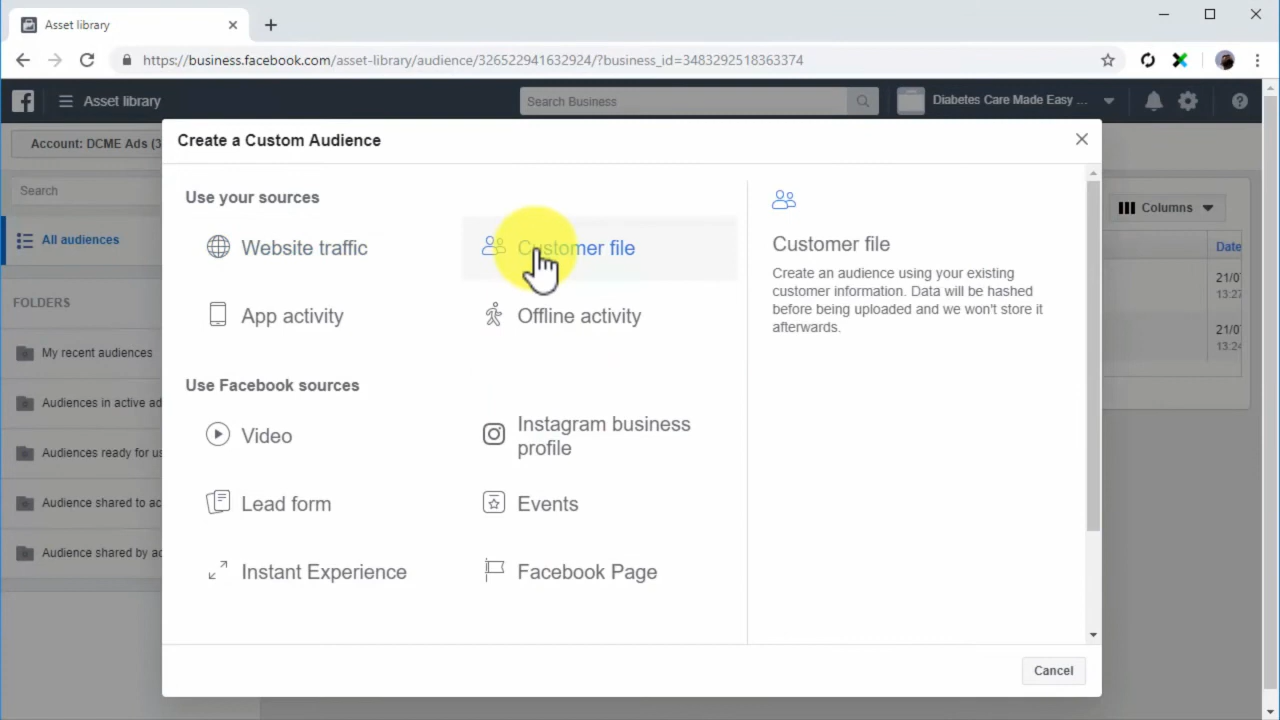 Asset library
https://business.facebook.com/asset-library/audience/326522941632924/?business_id=3483292518363374
Asset library
Search Business
Diabetes Care Made Easy ...
Account: DCME Ads (3
Create a Custom Audience
Search
All audiences
FOLDERS
My recent audiences
Audiences in active ad
Audiences ready for us
Audience shared to ac
Audience shared by ac
Use your sources
Website traffic
Customer file
App activity
Offline activity
Use Facebook sources
Video
Instagram business
profile
Lead form
Events
Instant Experience
Facebook Page
Customer file
Create an audience using your existing
customer information. Data will be hashed
before being uploaded and we won't store it
afterwards.
Columns
Date
21/0
13:27
21/0
13:24
Cancel